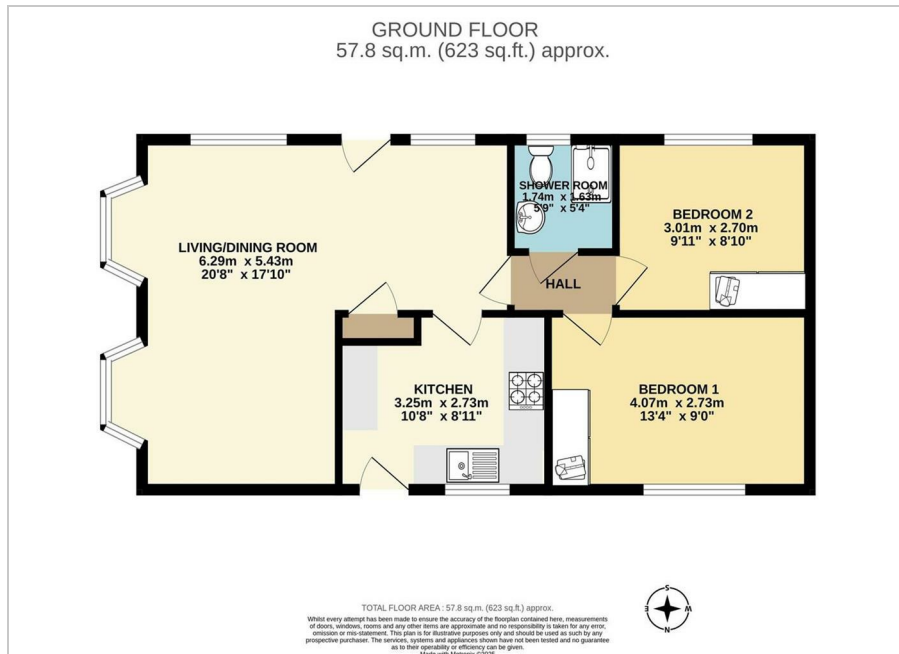 GROUND FLOOR
57.8 sq.m. (623 sq.ft.) approx.
SHOWER ROOM
1.74m x 1.63m
5'9" x 5'4"
BEDROOM 2
3.01m x 2.70m
9'11" x 8'10"
LIVING/DINING ROOM
6.29m x 5.43m
20'8" x 17'10"
HALL
KITCHEN
3.25m x 2.73m
10'8" x 8'11"
BEDROOM 1
4.07m x 2.73m
13'4" x 9'0"
S
E
W
N
TOTAL FLOOR AREA : 57.8 sq.m. (623 sq.ft.) approx.
Whilst every attempt has been made to ensure the accuracy of the floorplan contained here, measurements
of doors, windows, rooms and any other items are approximate and no responsibility is taken for any error,
omission or mis-statement. This plan is for illustrative purposes only and should be used as such by any
prospective purchaser. The services, systems and appliances shown have not been tested and no guarantee
as to their operability or efficiency can be given.
Made with Metropix ©2025